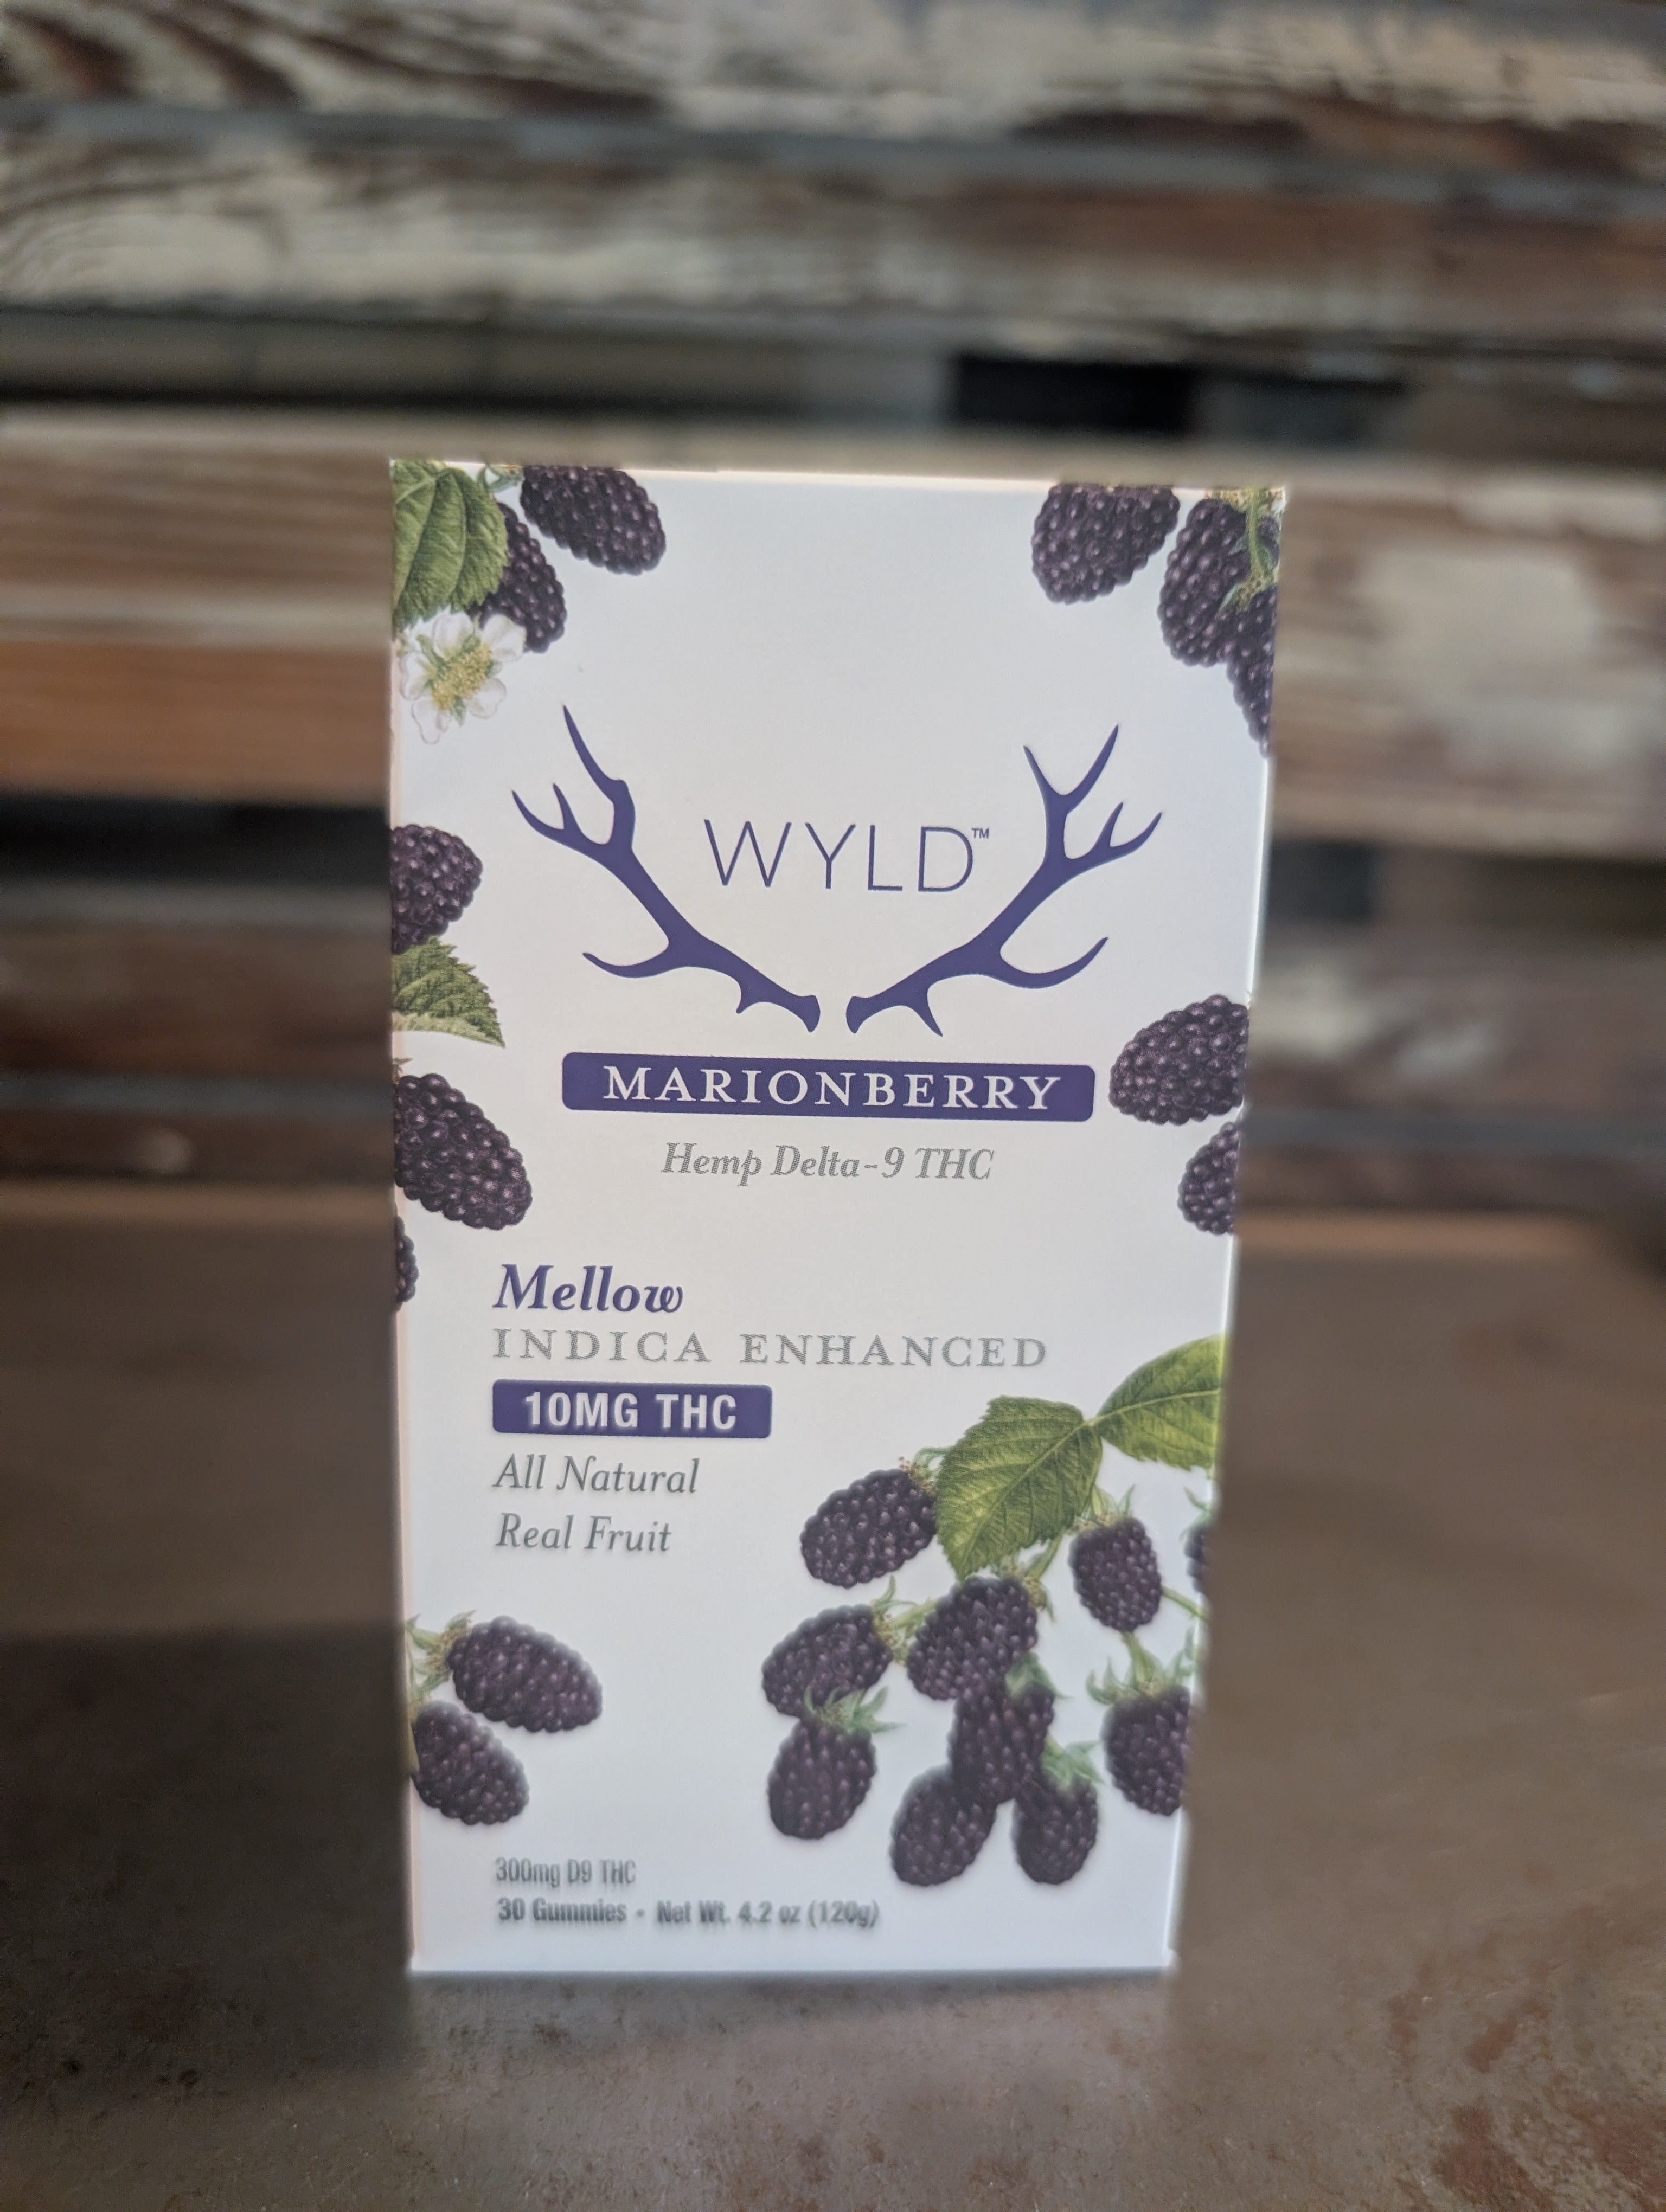 WYLD™
MARIONBERRY
Hemp Delta-9 THC
Mellow
INDICA ENHANCED
10MG THC
All Natural
Real Fruit
300mg D9 THC
30 Gummies • Net Wt. 4.2 oz (120g)